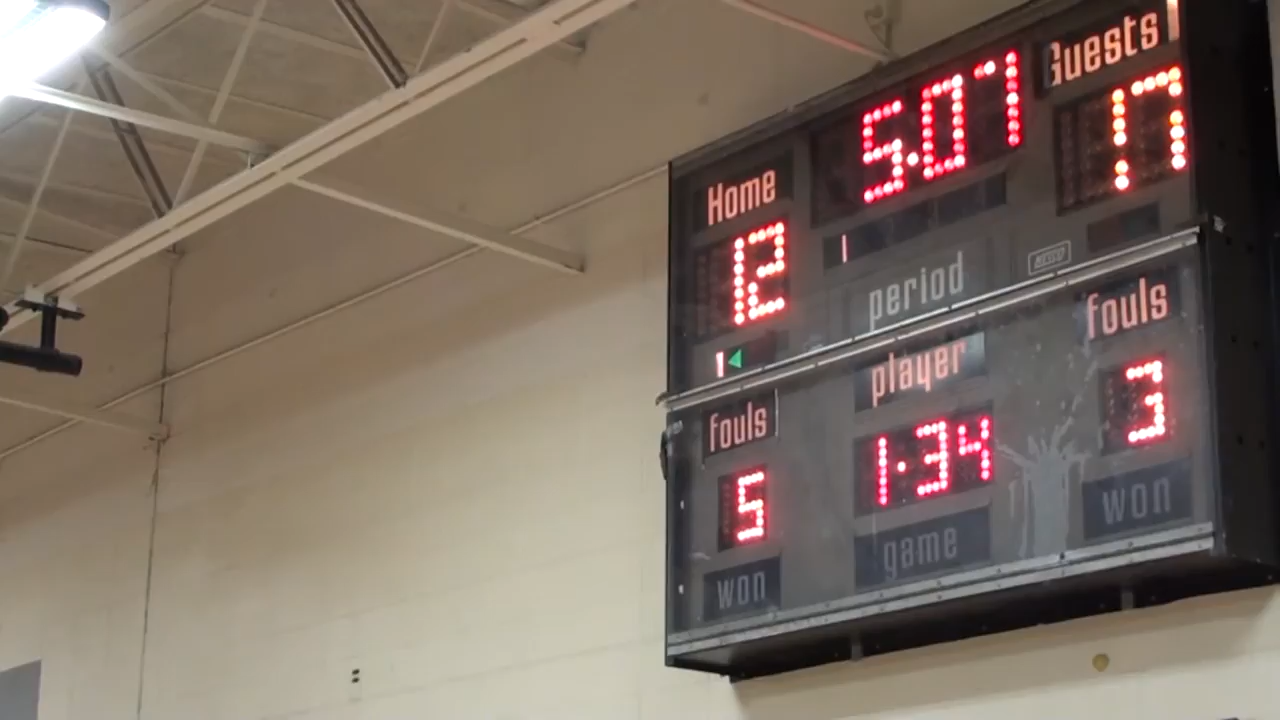 Home
5:07
Guests
12
17
1
period
1
fouls
player
fouls
5
1·34
3
won
game
won